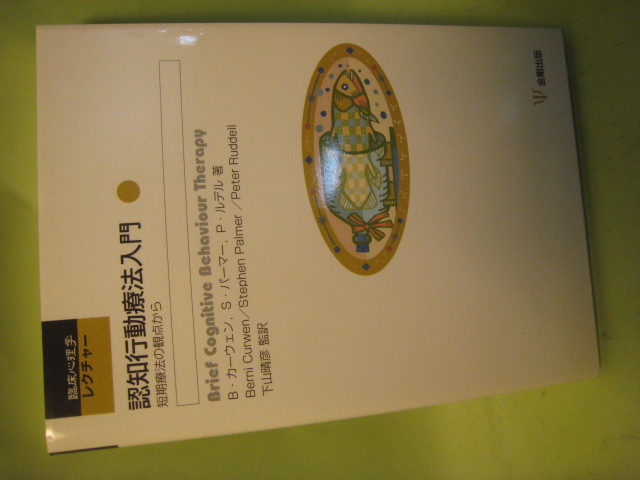 臨床心理学
レクチャー
認知行動療法入門
短期療法の観点から
Brief Cognitive Behaviour Therapy
B・カーウェン，S・パーマー，P・ルデル 著
Berni Curwen／Stephen Palmer／Peter Ruddell
下山晴彦 監訳
金剛出版